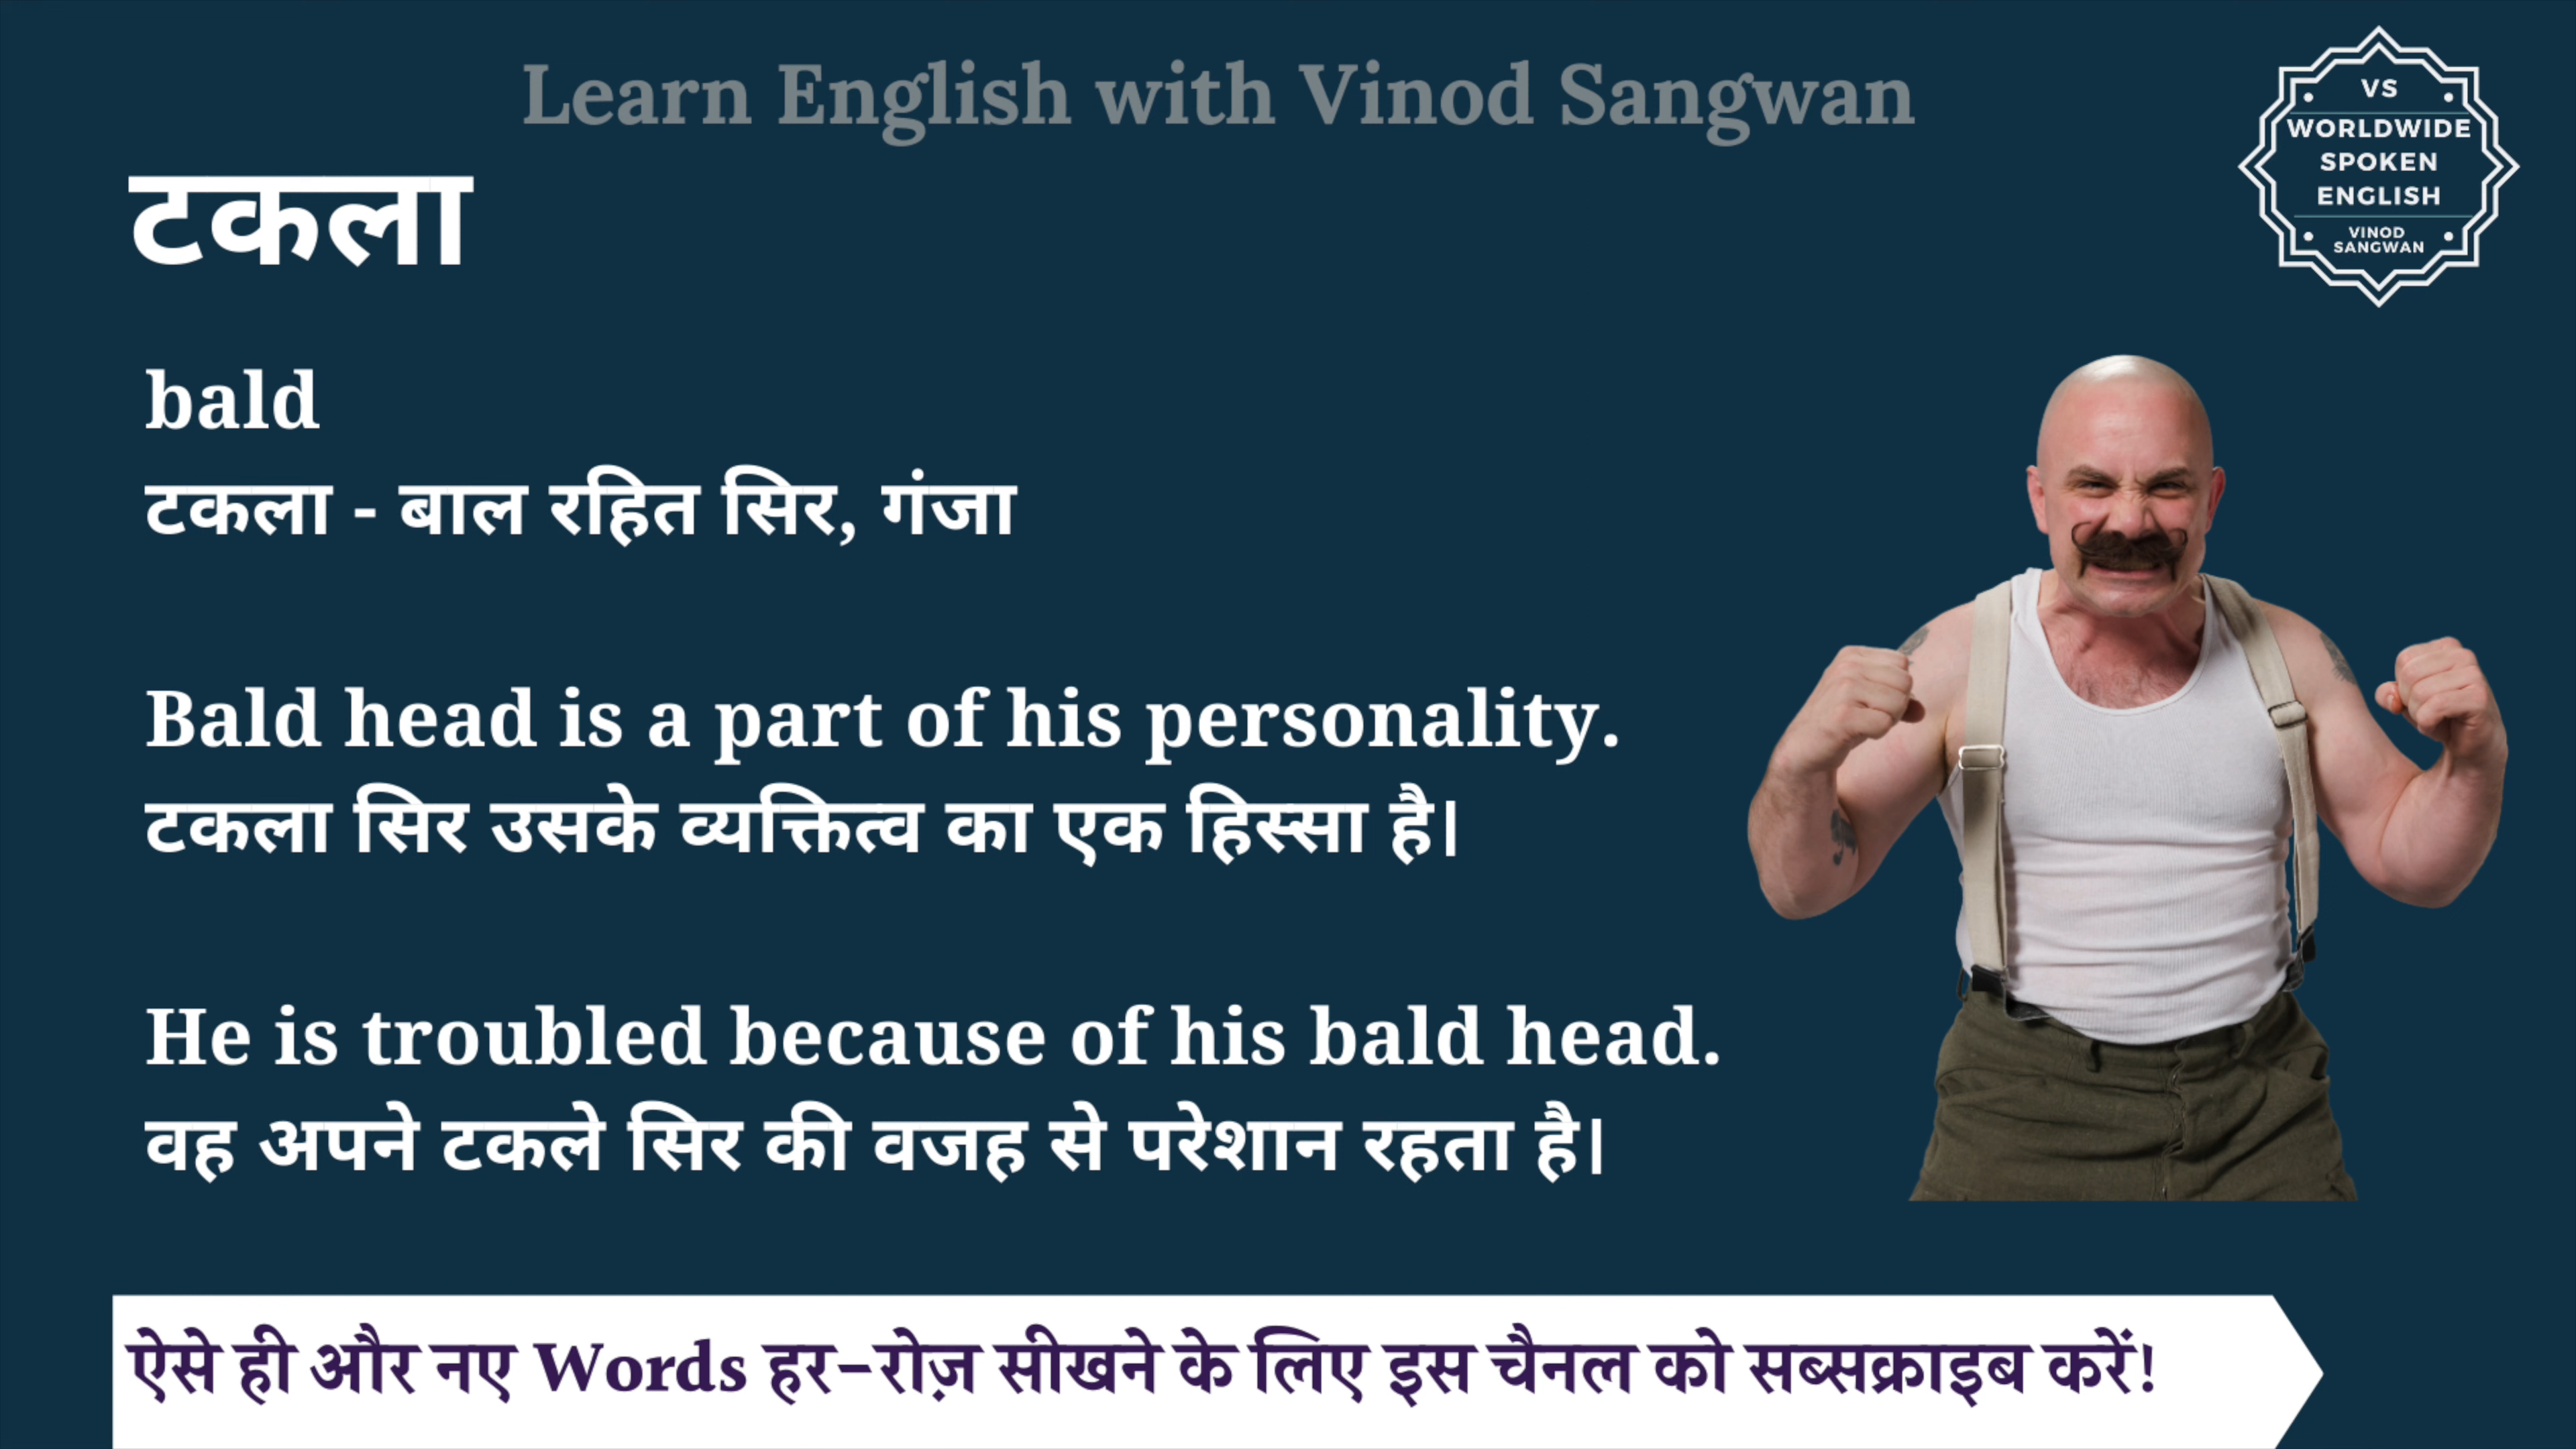 Learn English with Vinod Sangwan
VS
WORLDWIDE
SPOKEN
ENGLISH
VINOD
SANGWAN
टकला
bald
टकला - बाल रहित सिर, गंजा
Bald head is a part of his personality.
टकला सिर उसके व्यक्तित्व का एक हिस्सा है।
He is troubled because of his bald head.
वह अपने टकले सिर की वजह से परेशान रहता है।
ऐसे ही और नए Words हर–रोज़ सीखने के लिए इस चैनल को सब्सक्राइब करें!